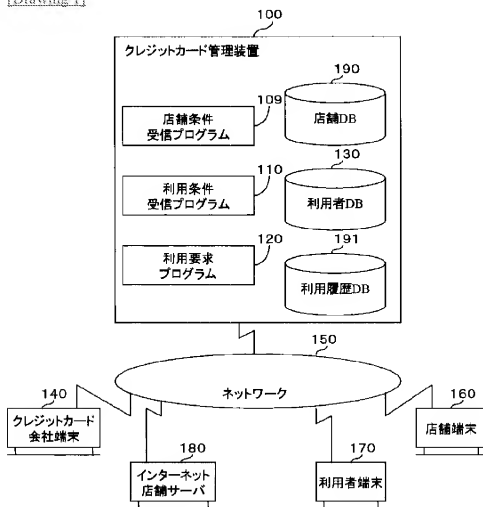 [Drawing 1]
100
クレジットカード管理装置
190
店舗DB
109
店舗条件
受信プログラム
130
利用者DB
110
利用条件
受信プログラム
120
利用要求
プログラム
191
利用履歴DB
150
ネットワーク
140
クレジットカード
会社端末
160
店舗端末
180
インターネット
店舗サーバ
170
利用者端末